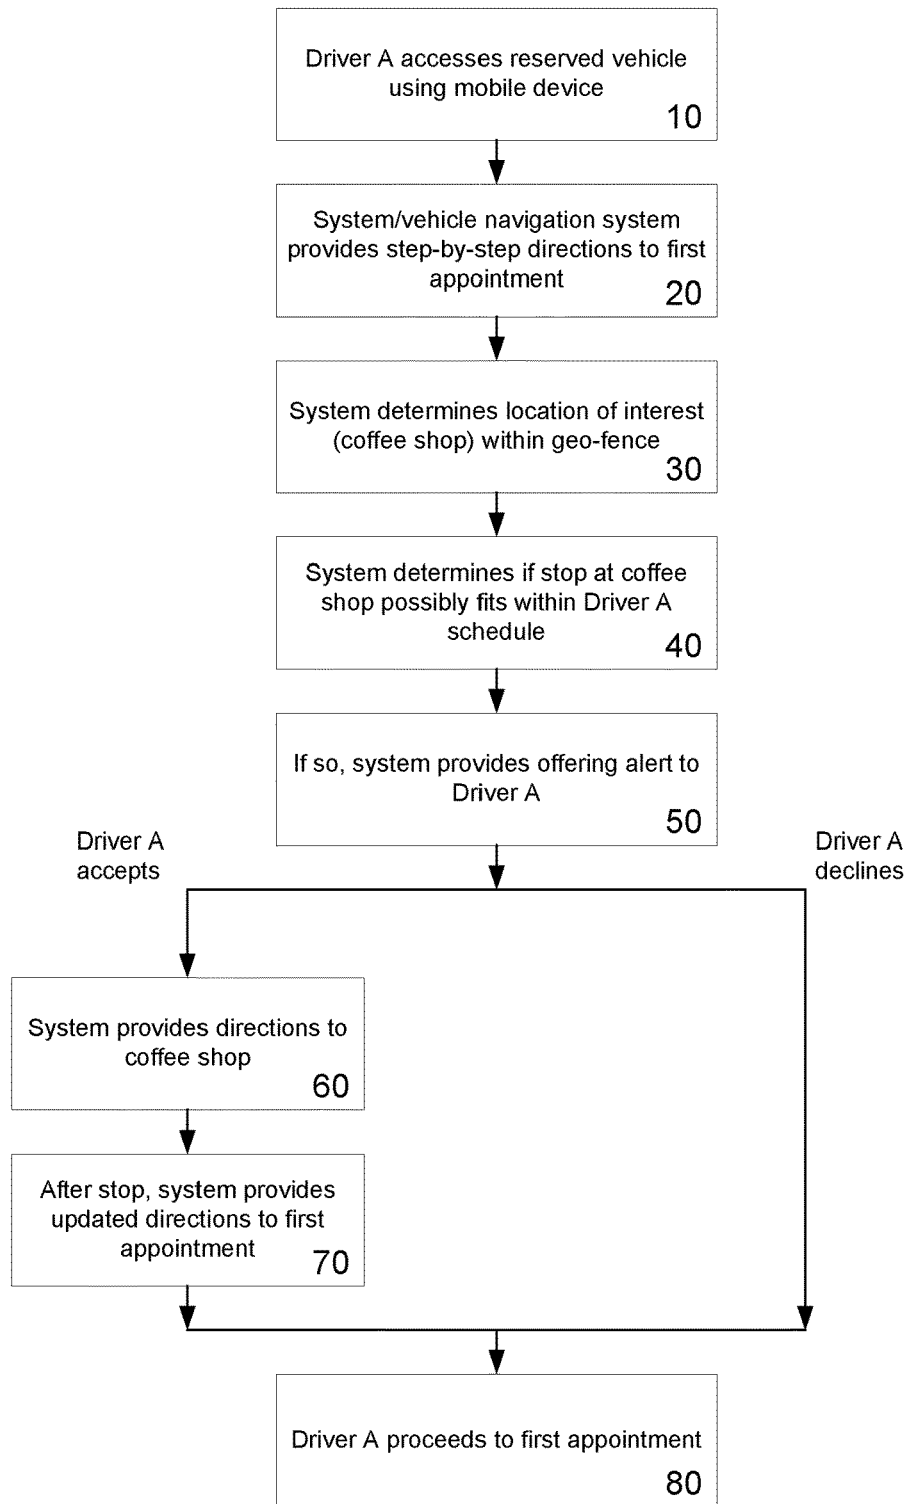 Driver A accesses reserved vehicle
using mobile device
10
System/vehicle navigation system
provides step-by-step directions to first
appointment
20
System determines location of interest
(coffee shop) within geo-fence
30
System determines if stop at coffee
shop possibly fits within Driver A
schedule
40
If so, system provides offering alert to
Driver A
50
Driver A
accepts
Driver A
declines
System provides directions to
coffee shop
60
After stop, system provides
updated directions to first
appointment
70
Driver A proceeds to first appointment
80